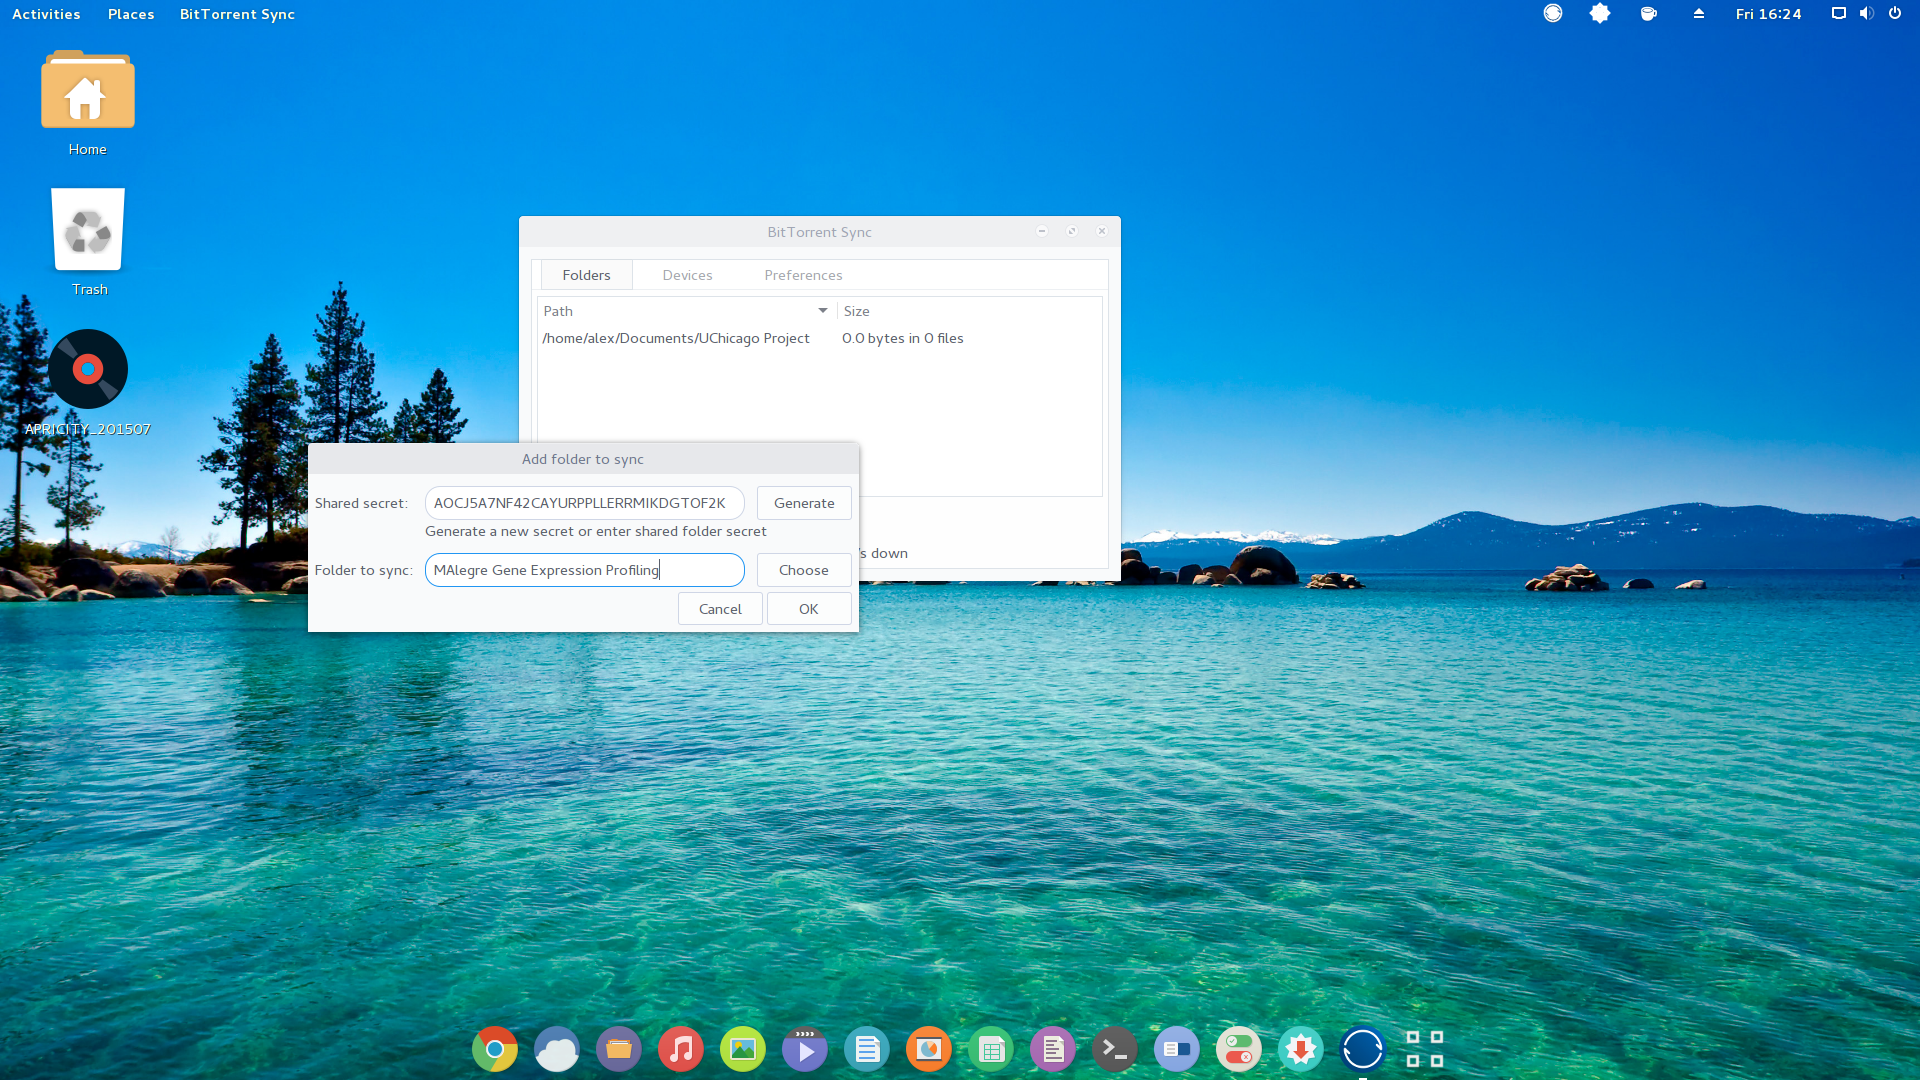 Activities Places BitTorrent Sync Fri 16:24
Home
Trash
APRICITY_201507
BitTorrent Sync
Folders Devices Preferences
Path Size
/home/alex/Documents/UChicago Project 0.0 bytes in 0 files
's down
Add folder to sync
Shared secret: AOCJ5A7NF42CAYURPPLLERRMIKDGTOF2K Generate
Generate a new secret or enter shared folder secret
Folder to sync: MAlegre Gene Expression Profiling Choose
Cancel OK